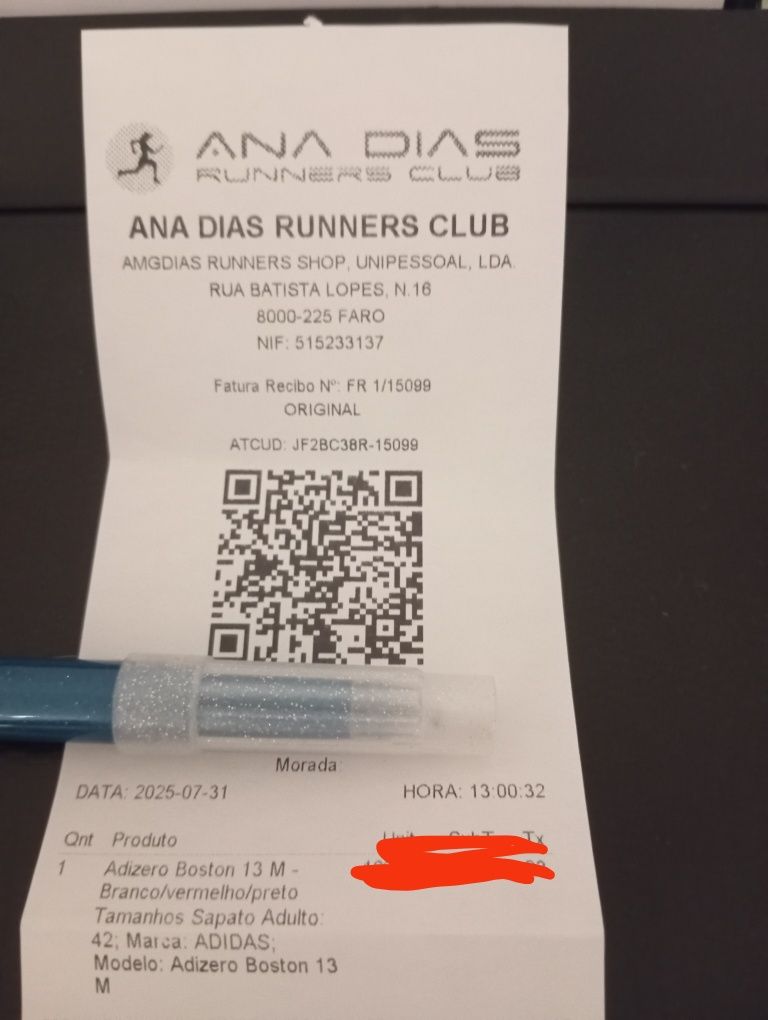 ANA DIAS
RUNNERS CLUB
ANA DIAS RUNNERS CLUB
AMGDIAS RUNNERS SHOP, UNIPESSOAL, LDA.
RUA BATISTA LOPES, N.16
8000-225 FARO
NIF: 515233137
Fatura Recibo Nº: FR 1/15099
ORIGINAL
ATCUD: JF2BC38R-15099
Morada:
DATA: 2025-07-31 HORA: 13:00:32
Qnt Produto Tx
1 Adizero Boston 13 M -
Branco/vermelho/preto
Tamanhos Sapato Adulto:
42; Marca: ADIDAS;
Modelo: Adizero Boston 13
M